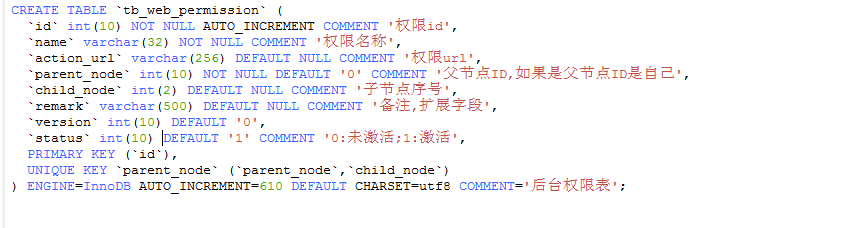 CREATE TABLE `tb_web_permission` (
`id` int(10) NOT NULL AUTO_INCREMENT COMMENT '权限id',
`name` varchar(32) NOT NULL COMMENT '权限名称',
`action_url` varchar(256) DEFAULT NULL COMMENT '权限url',
`parent_node` int(10) NOT NULL DEFAULT '0' COMMENT '父节点ID,如果是父节点ID是自己',
`child_node` int(2) DEFAULT NULL COMMENT '子节点序号',
`remark` varchar(500) DEFAULT NULL COMMENT '备注,扩展字段',
`version` int(10) DEFAULT '0',
`status` int(10) DEFAULT '1' COMMENT '0:未激活;1:激活',
PRIMARY KEY (`id`),
UNIQUE KEY `parent_node` (`parent_node`,`child_node`)
) ENGINE=InnoDB AUTO_INCREMENT=610 DEFAULT CHARSET=utf8 COMMENT='后台权限表';